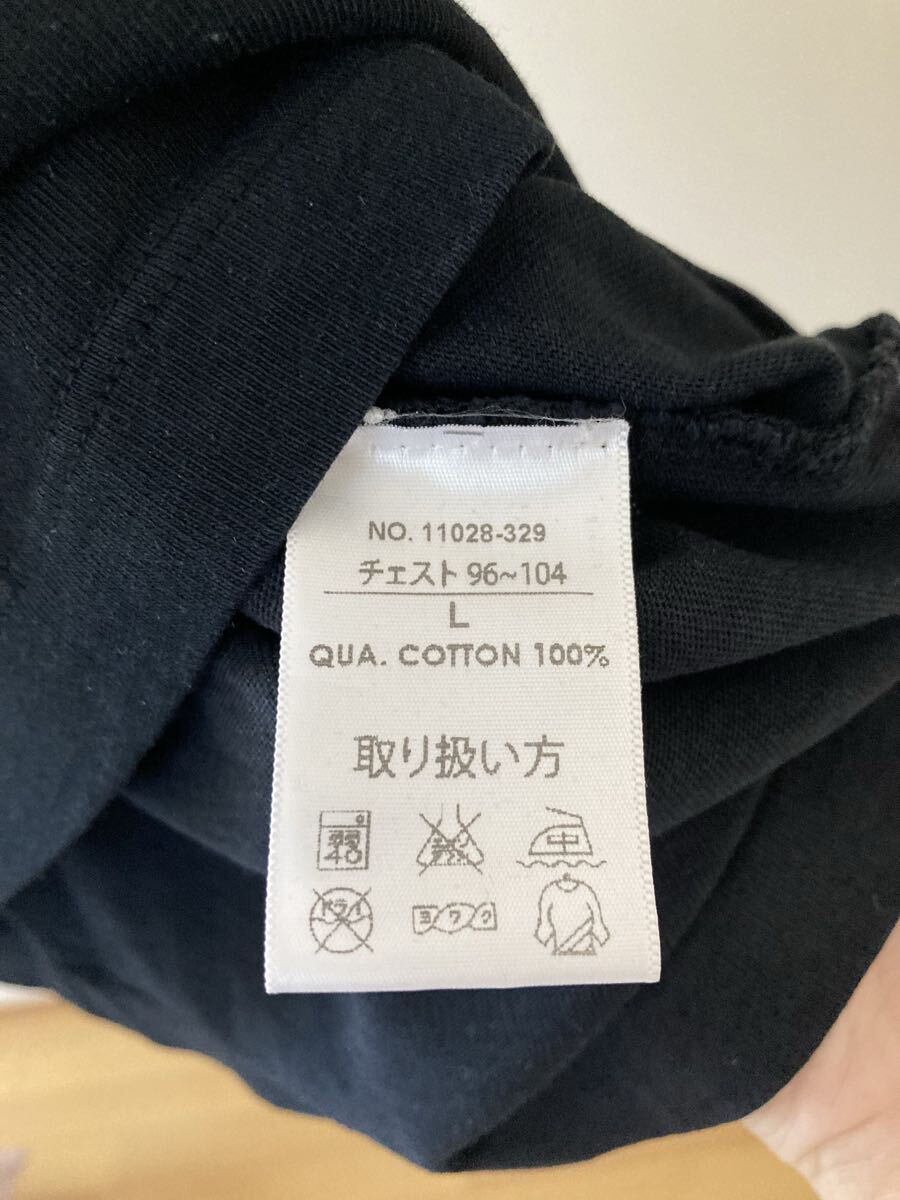 NO. 11028-329
チェスト 96~104
L
QUA. COTTON 100%
取り扱い方
弱 40 中
ドライ ヨワク